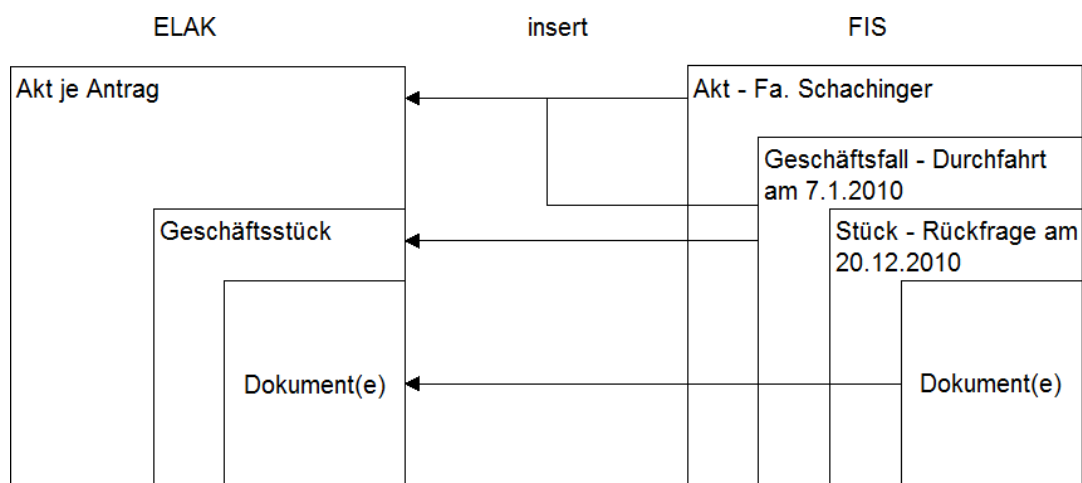 ELAK insert FIS
Akt je Antrag
Akt - Fa. Schachinger
Geschäftsfall - Durchfahrt
am 7.1.2010
Geschäftsstück
Stück - Rückfrage am
20.12.2010
Dokument(e)
Dokument(e)